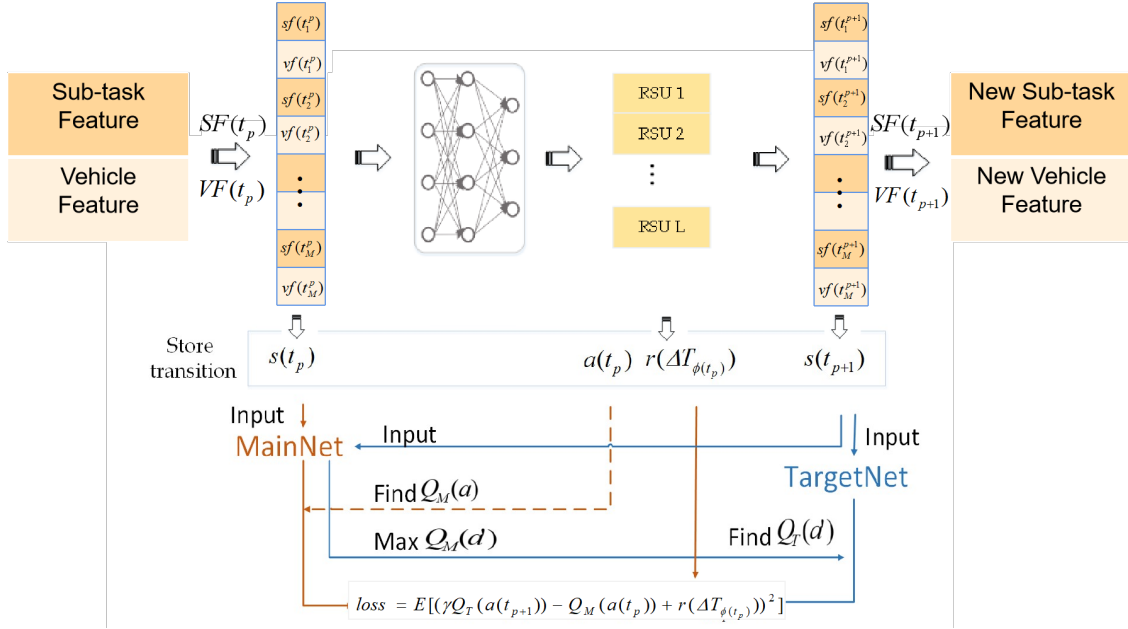 Sub-task
Feature
Vehicle
Feature
SF(t_p)
VF(t_p)
sf(t_1^p)
vf(t_1^p)
sf(t_2^p)
vf(t_2^p)
⋮
sf(t_M^p)
vf(t_M^p)
RSU 1
RSU 2
⋮
RSU L
sf(t_1^{p+1})
vf(t_1^{p+1})
sf(t_2^{p+1})
vf(t_2^{p+1})
⋮
sf(t_M^{p+1})
vf(t_M^{p+1})
SF(t_{p+1})
VF(t_{p+1})
New Sub-task
Feature
New Vehicle
Feature
Store
transition
s(t_p)
a(t_p) r(ΔT_{ϕ(t_p)})
s(t_{p+1})
Input
MainNet
Input
Input
TargetNet
Find Q_M(a)
Max Q_M(d)
Find Q_T(d)
loss = E[(γQ_T(a(t_{p+1})) − Q_M(a(t_p)) + r(ΔT_{ϕ(t_p)}))^2]